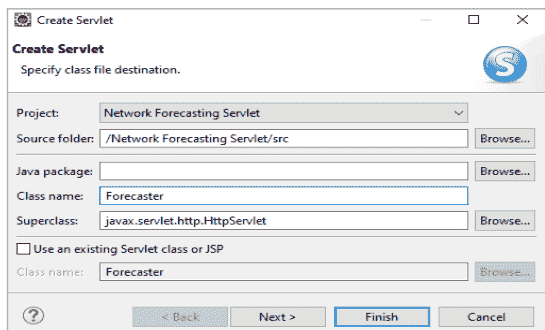 Create Servlet
Create Servlet
Specify class file destination.
S
Project: Network Forecasting Servlet
Source folder: /Network Forecasting Servlet/src Browse...
Java package: Browse...
Class name: Forecaster
Superclass: javax.servlet.http.HttpServlet Browse...
Use an existing Servlet class or JSP
Class name: Forecaster Browse...
? < Back Next > Finish Cancel